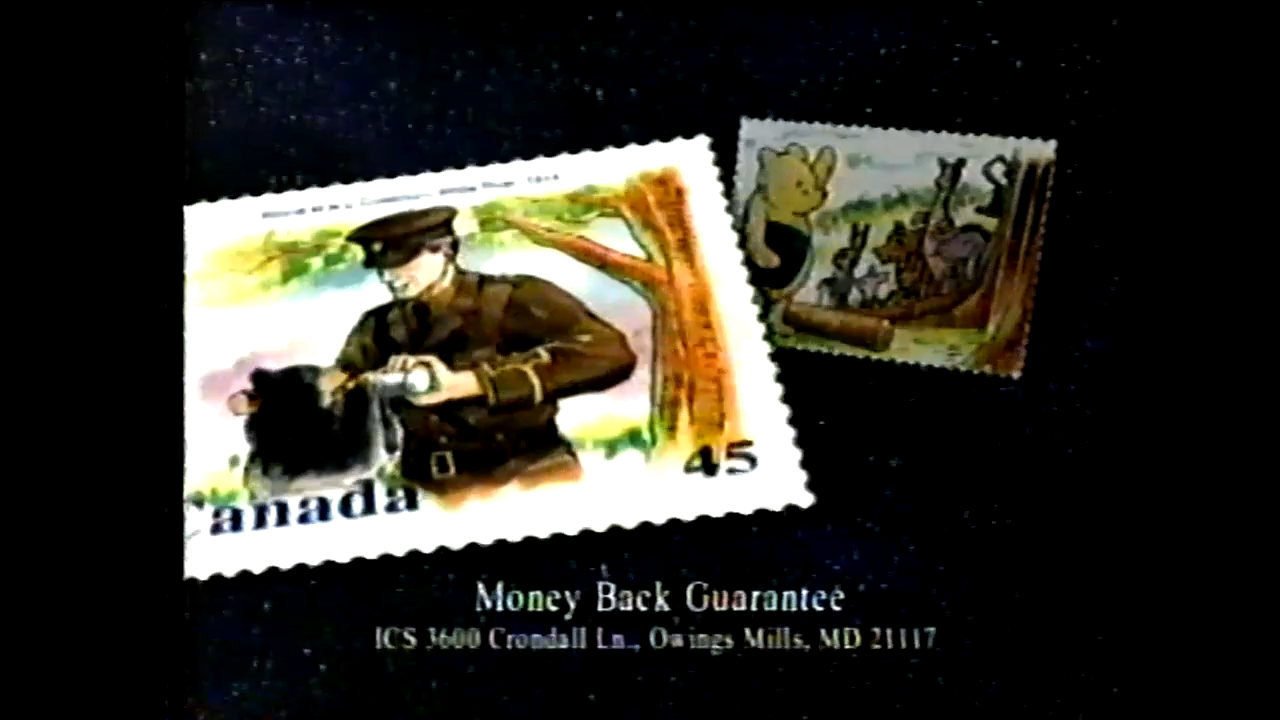 45
Canada
Money Back Guarantee
ICS 3600 Crondall Ln., Owings Mills, MD 21117